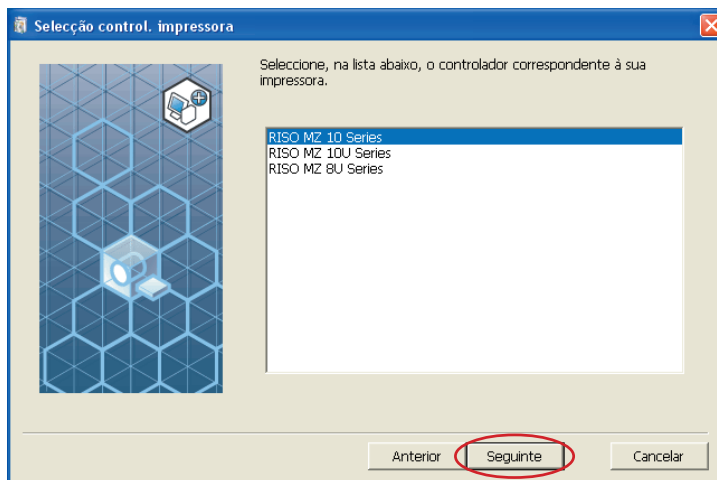 Selecção control. impressora
Seleccione, na lista abaixo, o controlador correspondente à sua
impressora.
RISO MZ 10 Series
RISO MZ 10U Series
RISO MZ 8U Series
Anterior
Seguinte
Cancelar